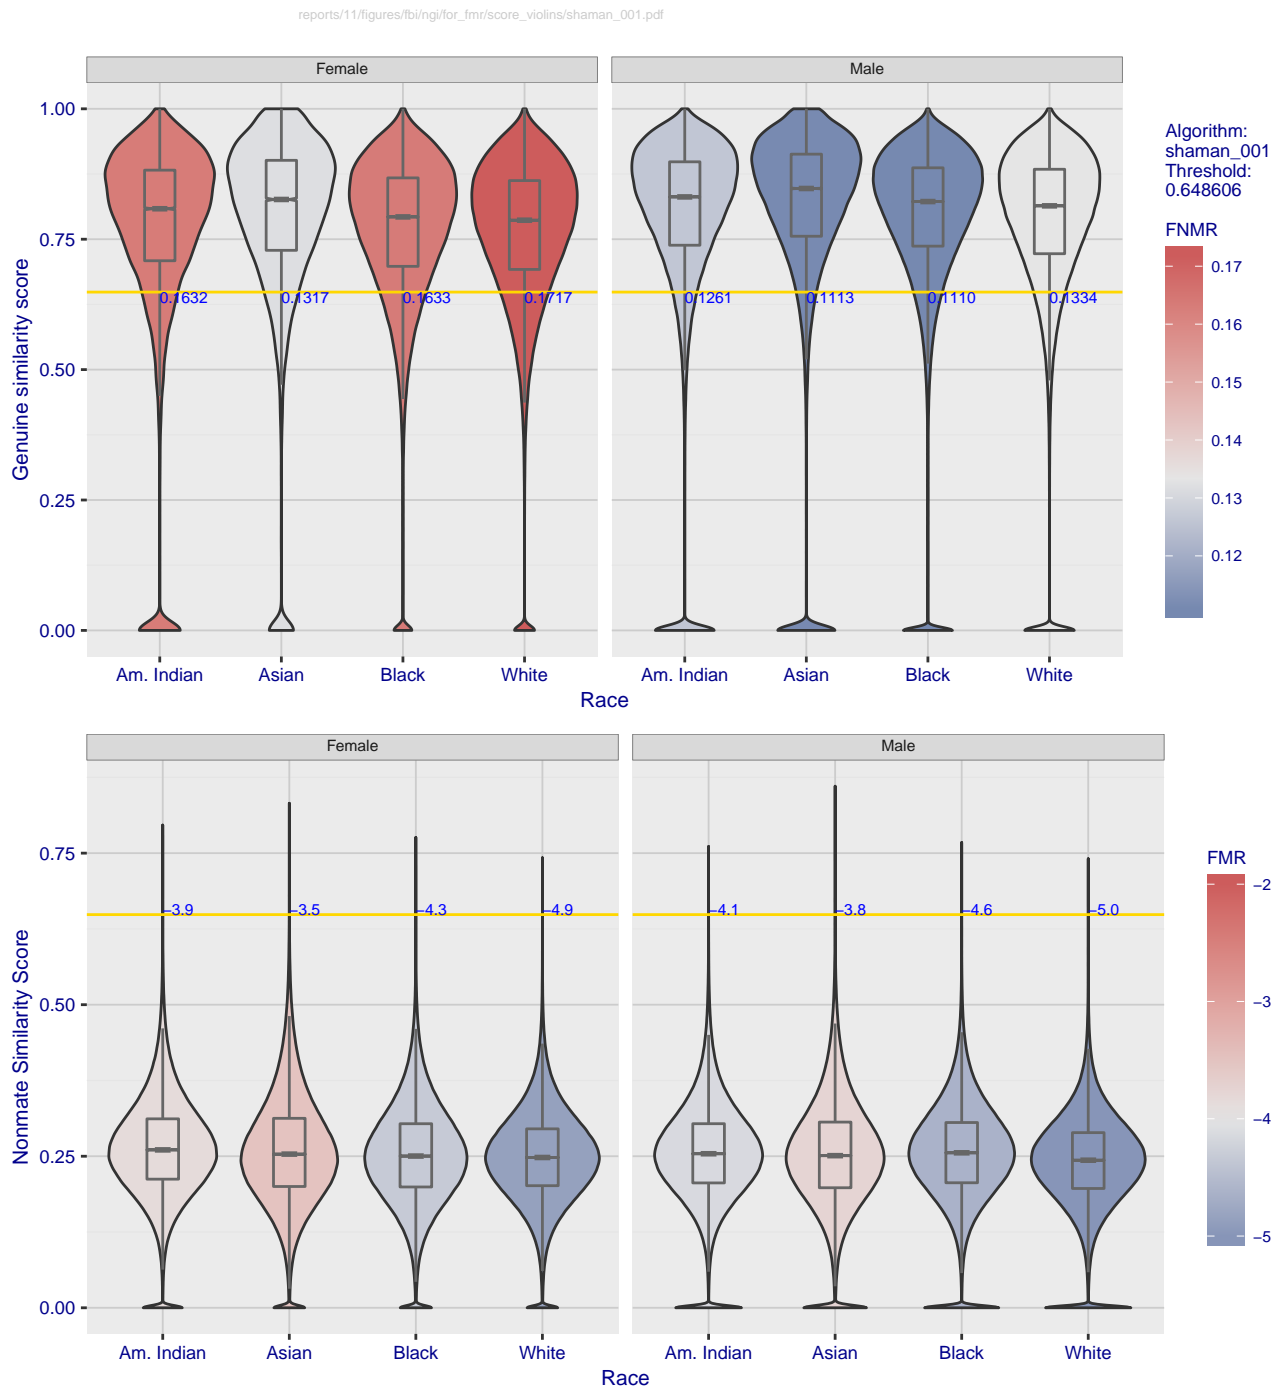 reports/11/figures/fbi/ngi/for_fmr/score_violins/shaman_001.pdf
Female
Male
Genuine similarity score
1.00
0.75
0.50
0.25
0.00
0.1632
0.1317
0.1633
0.1717
0.1261
0.1113
0.1110
0.1334
Am. Indian
Asian
Black
White
Am. Indian
Asian
Black
White
Race
Algorithm:
shaman_001
Threshold:
0.648606
FNMR
0.17
0.16
0.15
0.14
0.13
0.12
Female
Male
Nonmate Similarity Score
0.75
0.50
0.25
0.00
−3.9
−3.5
−4.3
−4.9
−4.1
−3.8
−4.6
−5.0
Am. Indian
Asian
Black
White
Am. Indian
Asian
Black
White
Race
FMR
−2
−3
−4
−5